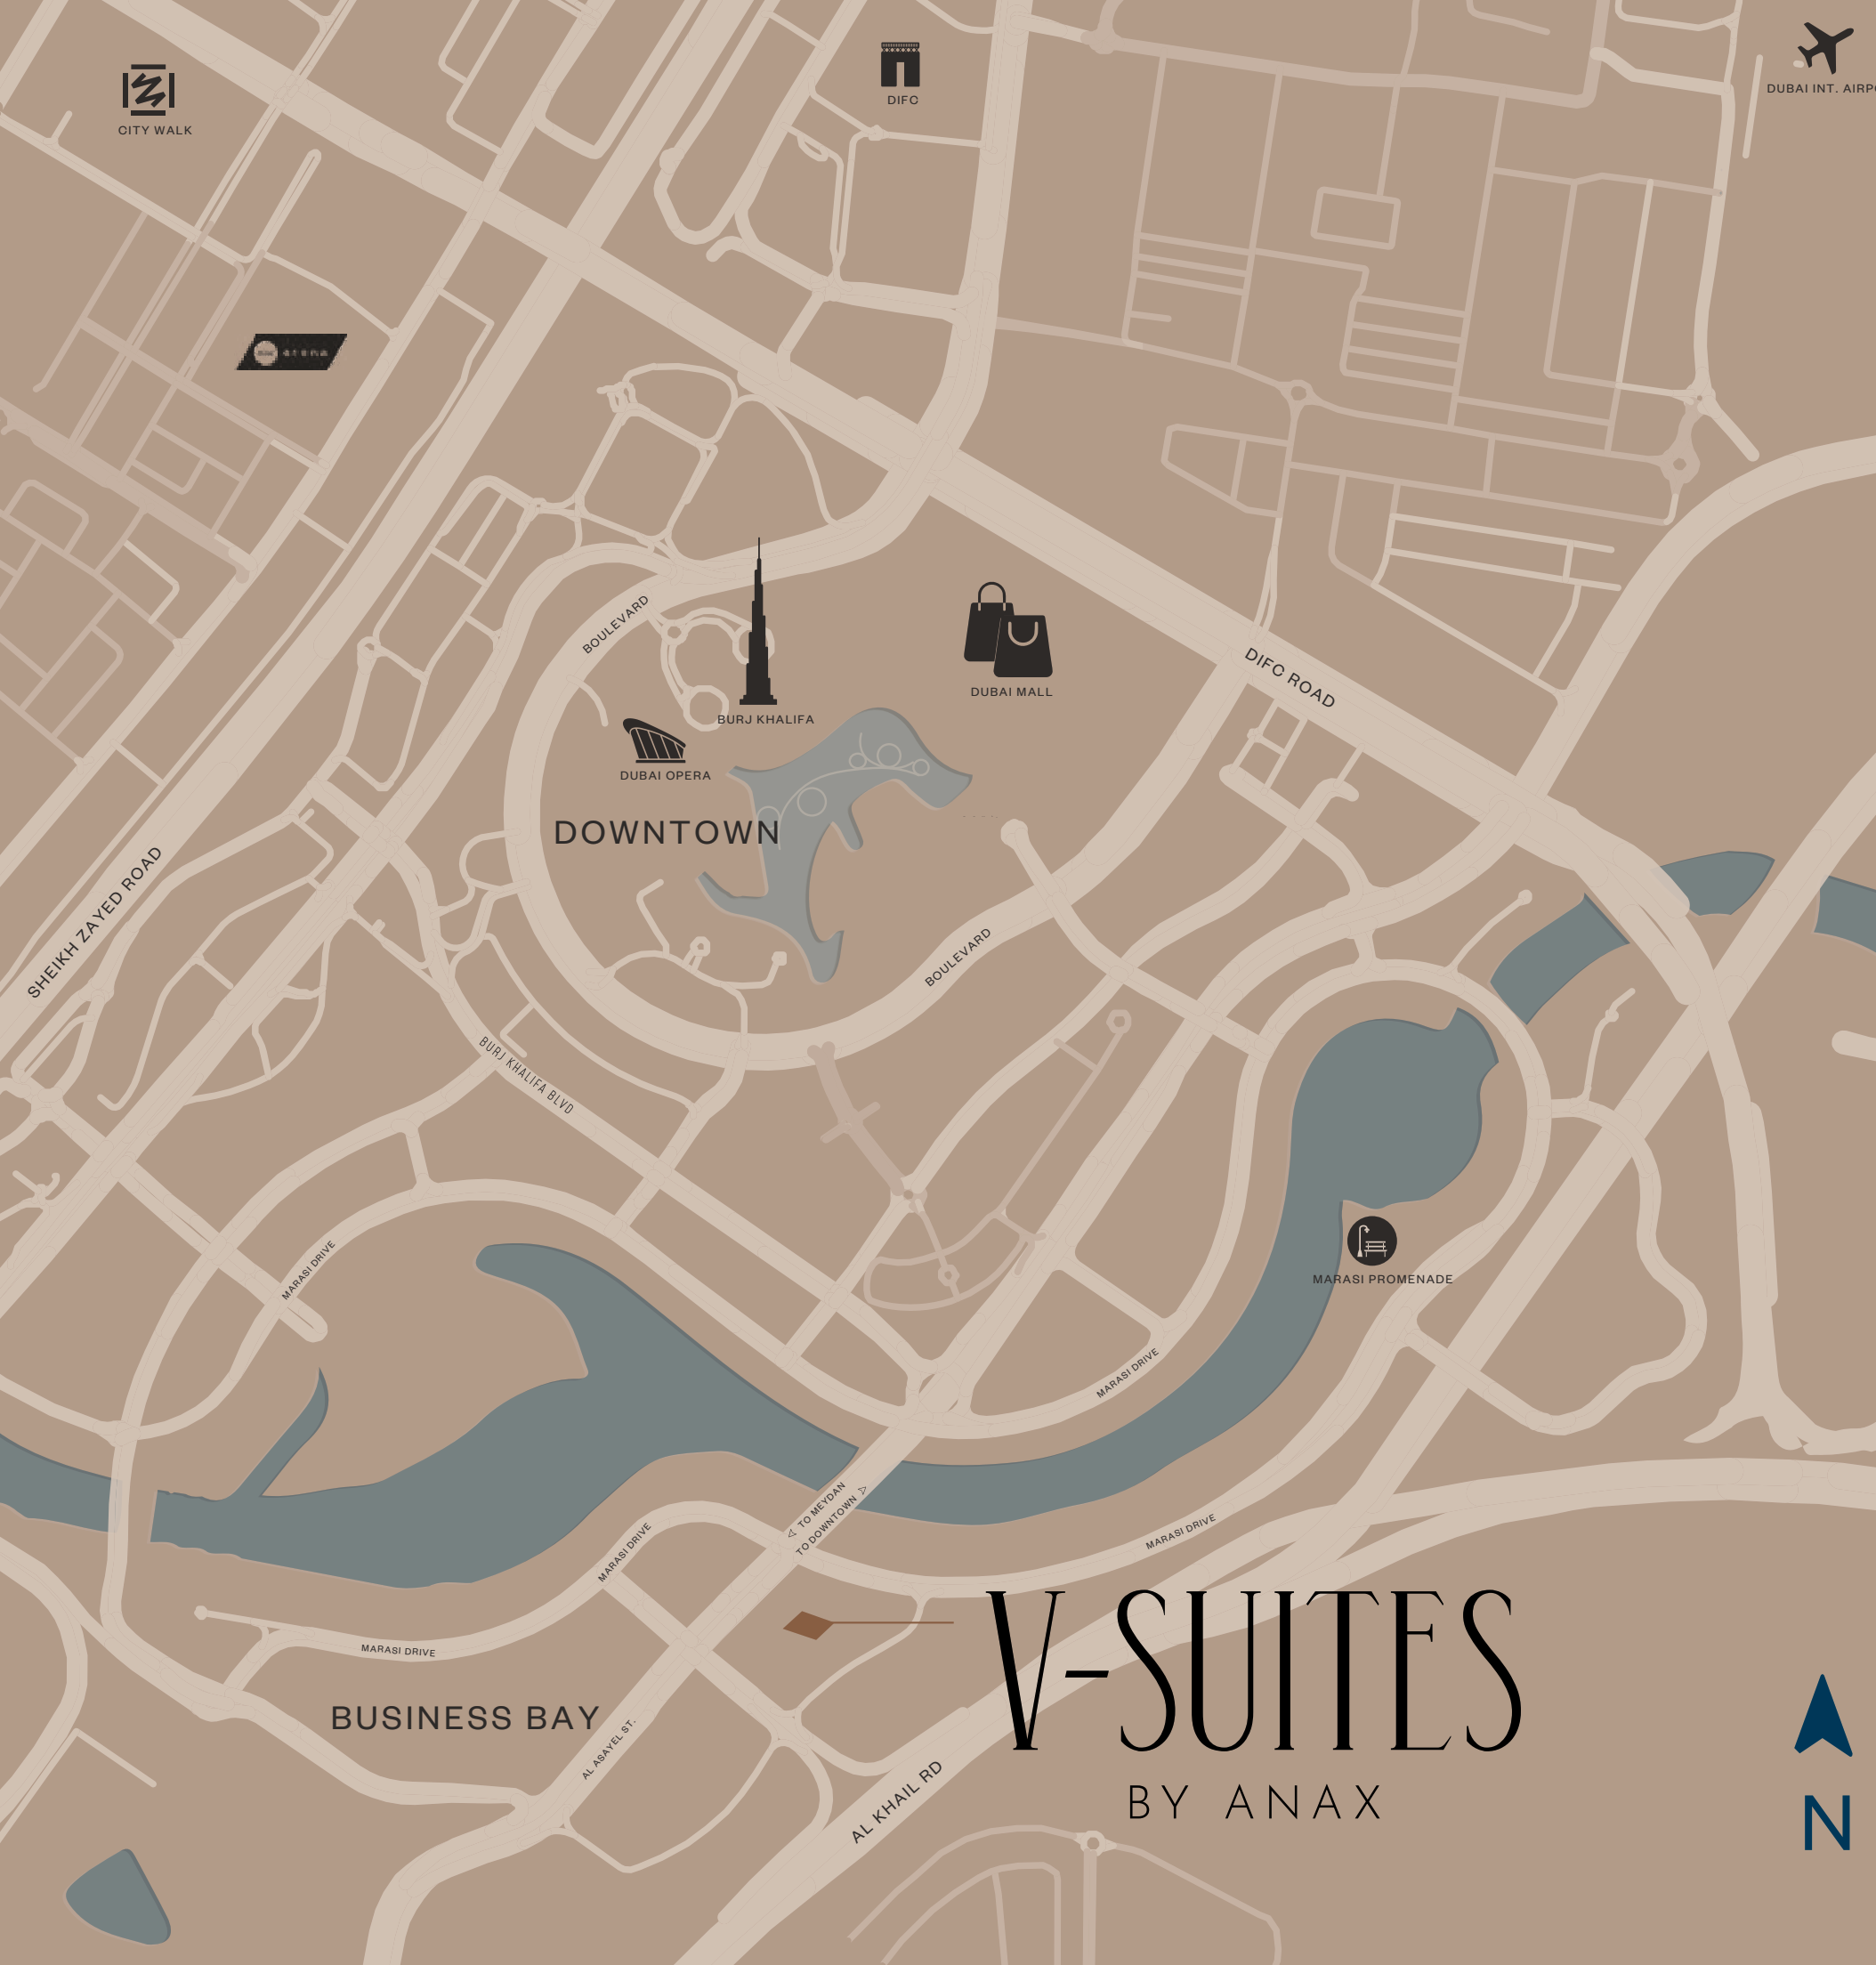 DUBAI INT. AIRPO
DIFC
CITY WALK
arena
BOULEVARD
DIFC ROAD
DUBAI MALL
BURJ KHALIFA
DUBAI OPERA
DOWNTOWN
SHEIKH ZAYED ROAD
BOULEVARD
BURJ KHALIFA BLVD
MARASI DRIVE
MARASI PROMENADE
MARASI DRIVE
TO MEYDAN
TO DOWNTOWN
MARASI DRIVE
MARASI DRIVE
MARASI DRIVE
V-SUITES
BY ANAX
BUSINESS BAY
AL ASAYEL ST.
AL KHAIL RD
N